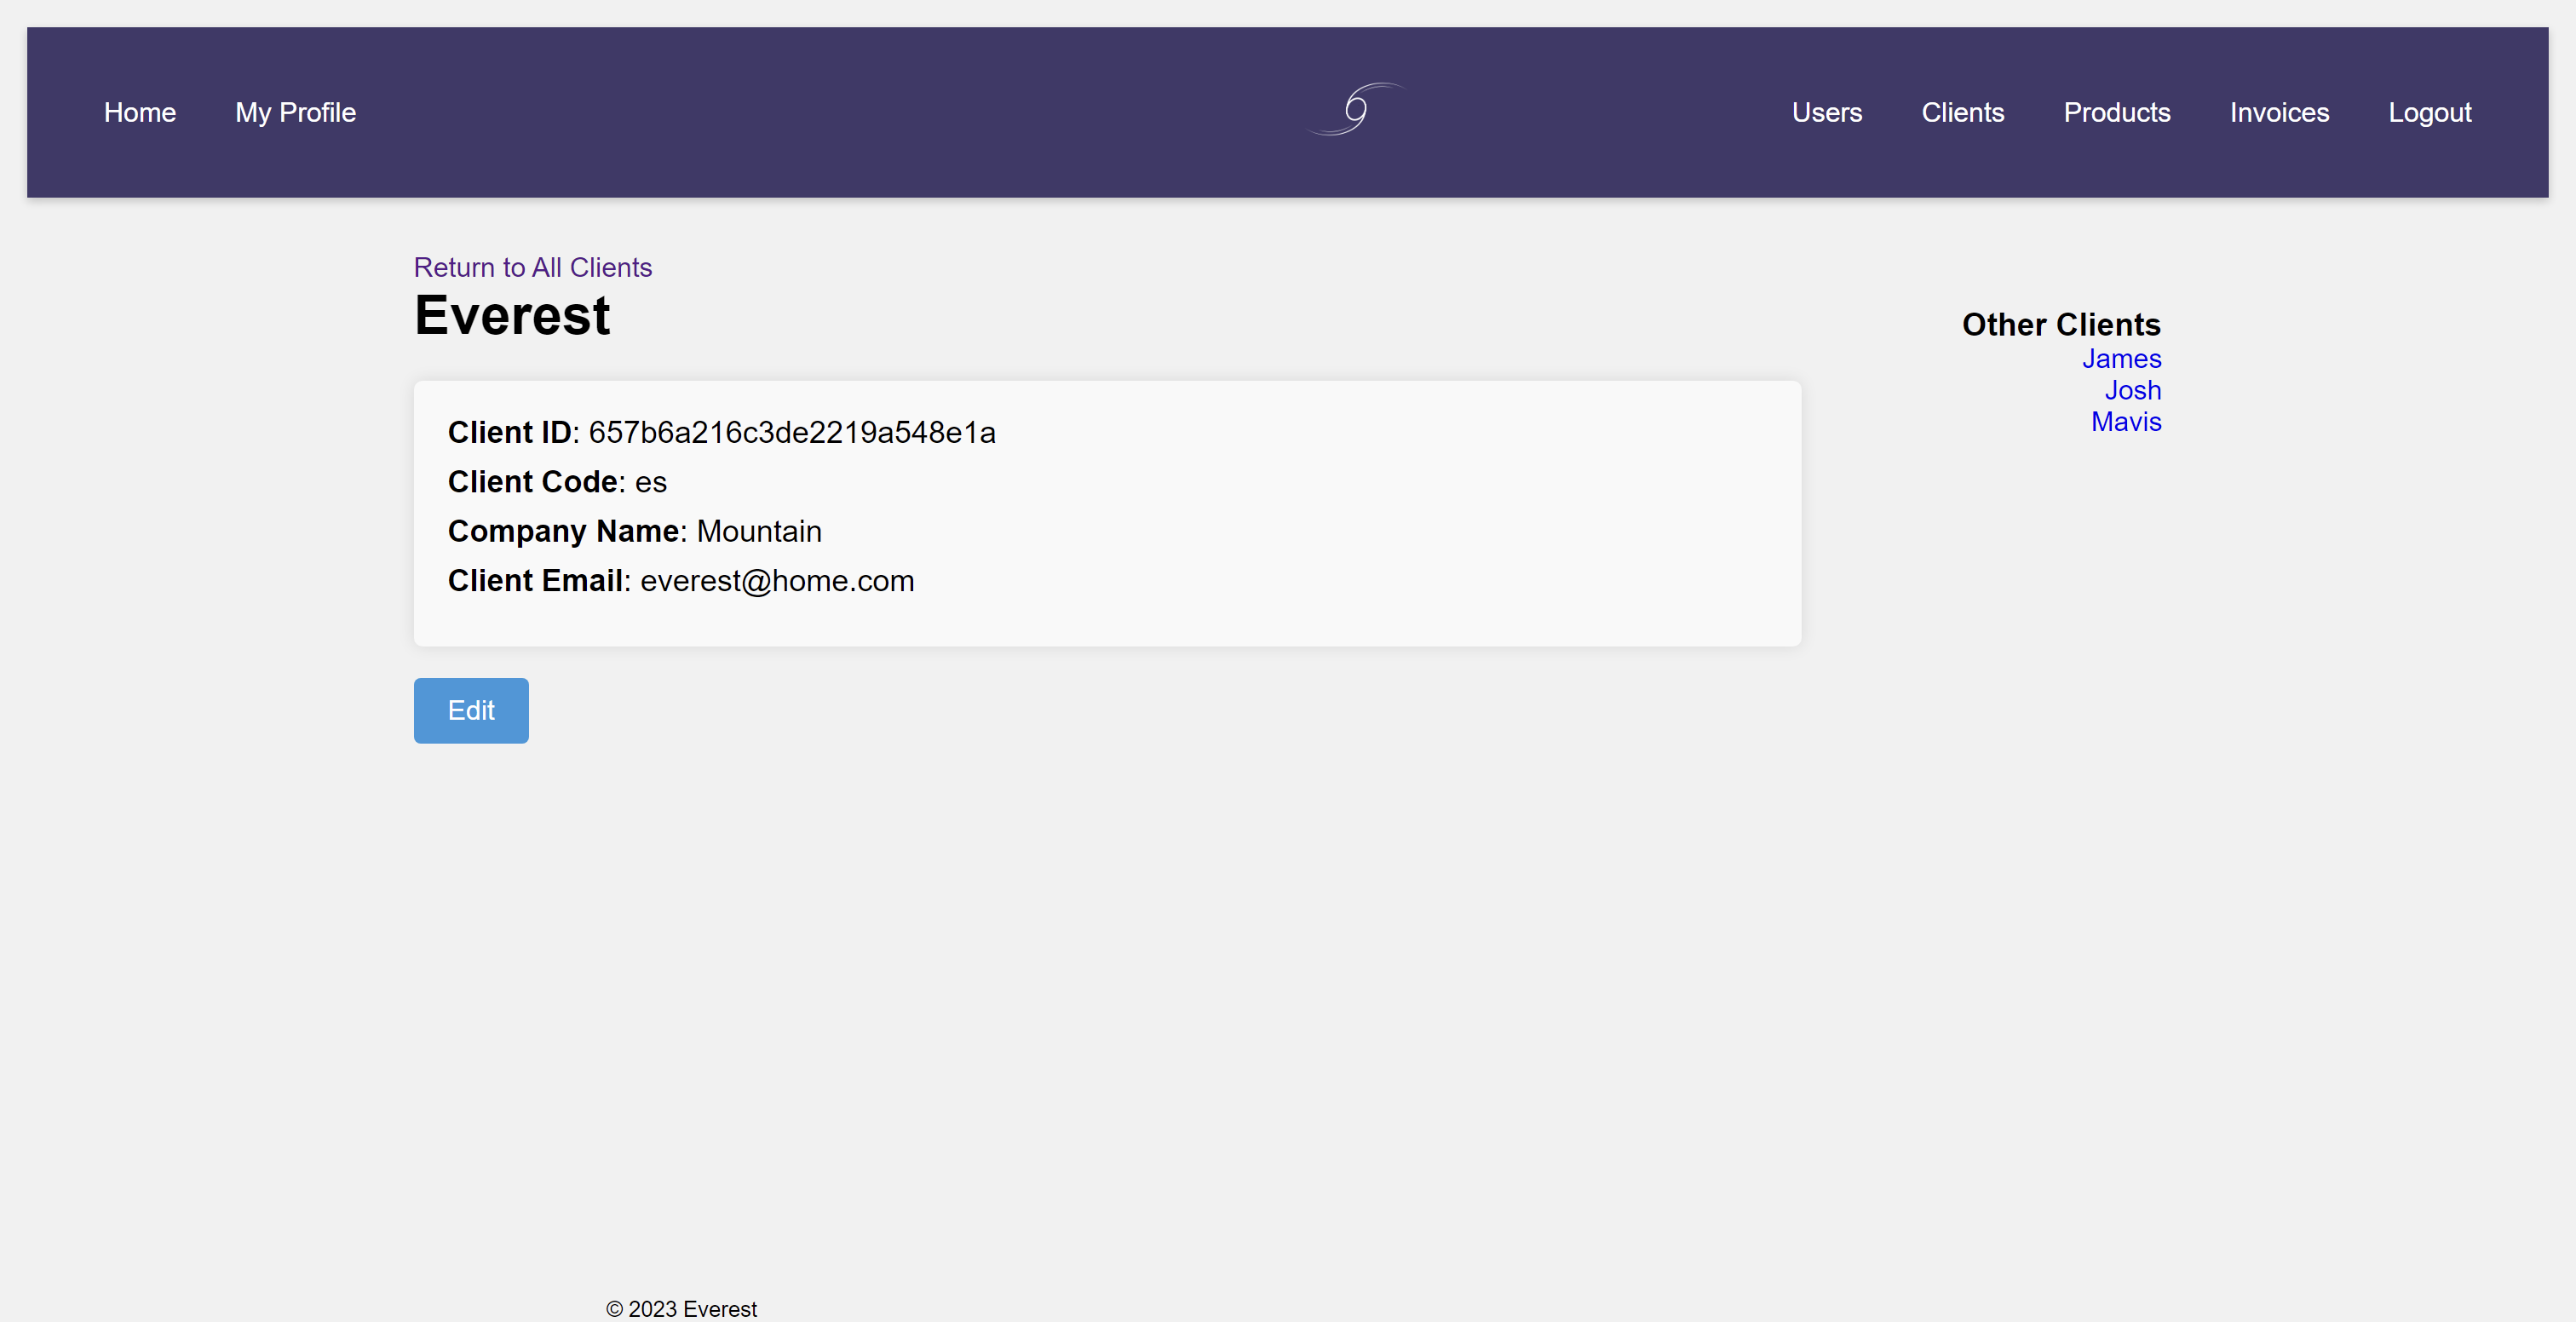 Home My Profile Users Clients Products Invoices Logout
Return to All Clients
Everest
Client ID: 657b6a216c3de2219a548e1a
Client Code: es
Company Name: Mountain
Client Email: everest@home.com
Edit
Other Clients
James
Josh
Mavis
© 2023 Everest